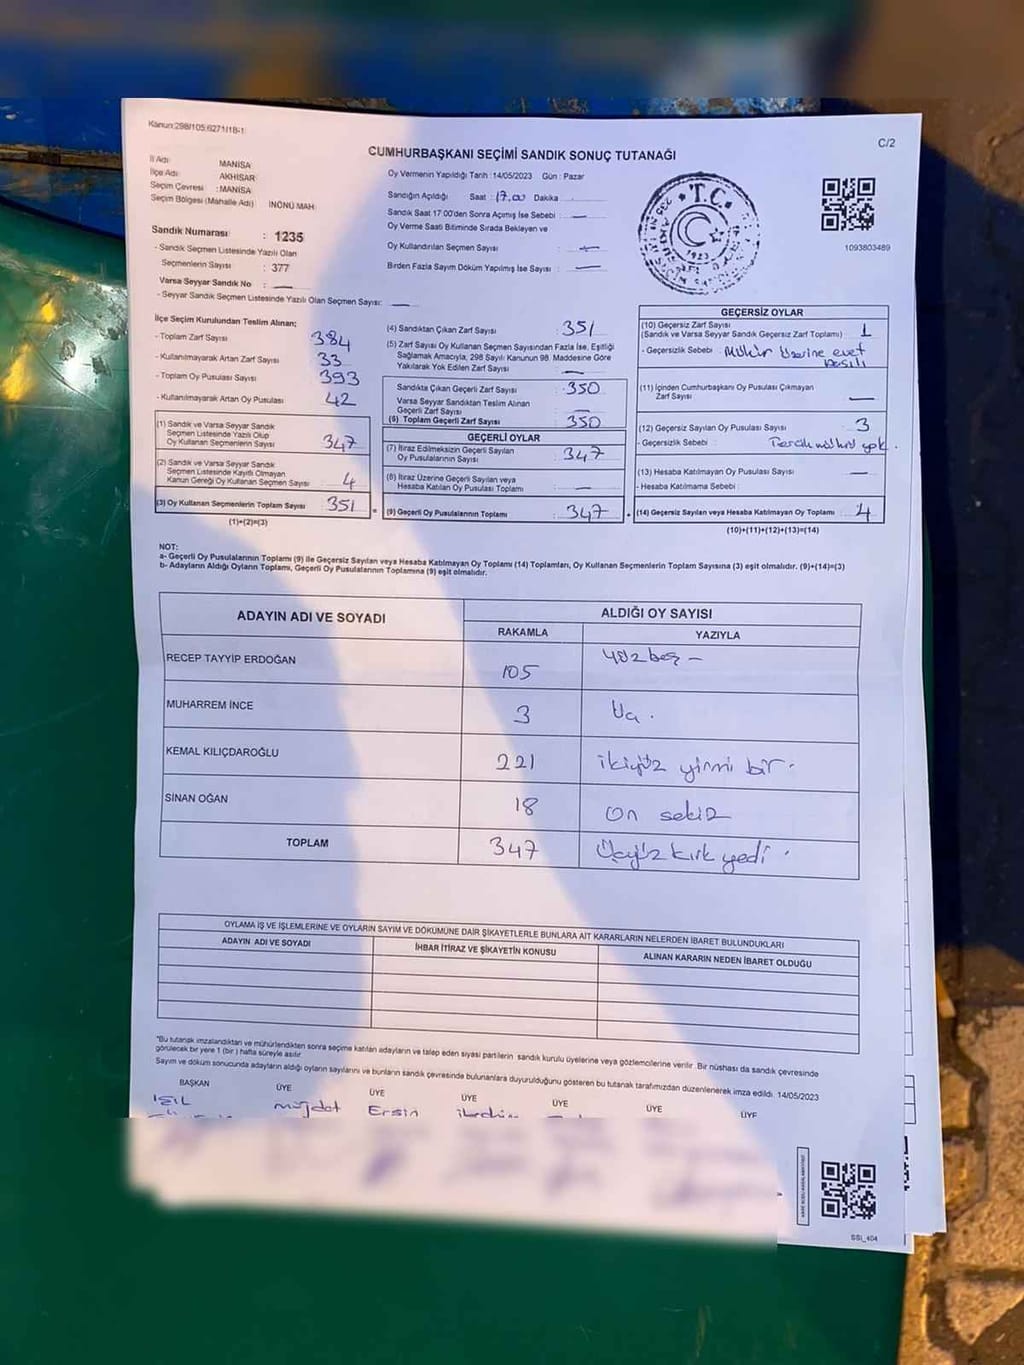 Kanun:298/105;6271/18-1
C/2
CUMHURBAŞKANI SEÇİMİ SANDIK SONUÇ TUTANAĞI
İl Adı : MANİSA
İlçe Adı : AKHİSAR
Seçim Çevresi : MANİSA
Seçim Bölgesi (Mahalle Adı) İNÖNÜ MAH.
Sandık Numarası : 1235
- Sandık Seçmen Listesinde Yazılı Olan
Seçmenlerin Sayısı : 377
Varsa Seyyar Sandık No : —
- Seyyar Sandık Seçmen Listesinde Yazılı Olan Seçmen Sayısı: —
Oy Vermenin Yapıldığı Tarih :14/05/2023 Gün : Pazar
Sandığın Açıldığı Saat : 17.00 Dakika
Sandık Saat 17:00'den Sonra Açımış İse Sebebi : —
Oy Verme Saati Bitiminde Sırada Bekleyen ve
Oy Kullandırılan Seçmen Sayısı : —
Birden Fazla Sayım Döküm Yapılmış İse Sayısı : —
T.C.
1923
1093803489
İlçe Seçim Kurulundan Teslim Alınan;
- Toplam Zarf Sayısı : 384
- Kullanılmayarak Artan Zarf Sayısı : 33
- Toplam Oy Pusulası Sayısı : 393
- Kullanılmayarak Artan Oy Pusulası : 42
(1) Sandık ve Varsa Seyyar Sandık
Seçmen Listesinde Yazılı Olup
Oy Kullanan Seçmenlerin Sayısı : 347
(2) Sandık ve Varsa Seyyar Sandık
Seçmen Listesinde Kayıtlı Olmayan
Kanun Gereği Oy Kullanan Seçmen Sayısı : 4
(3) Oy Kullanan Seçmenlerin Toplam Sayısı : 351
(1)+(2)=(3)
(4) Sandıktan Çıkan Zarf Sayısı : 351
(5) Zarf Sayısı Oy Kullanan Seçmen Sayısından Fazla İse, Eşitliği
Sağlamak Amacıyla, 298 Sayılı Kanunun 98. Maddesine Göre
Yakılarak Yok Edilen Zarf Sayısı : —
Sandıkta Çıkan Geçerli Zarf Sayısı : 350
Varsa Seyyar Sandıktan Teslim Alınan
Geçerli Zarf Sayısı : —
(6) Toplam Geçerli Zarf Sayısı : 350
GEÇERLİ OYLAR
(7) İtiraz Edilmeksizin Geçerli Sayılan
Oy Pusulalarının Sayısı : 347
(8) İtiraz Üzerine Geçerli Sayılan veya
Hesaba Katılan Oy Pusulası Toplamı : —
(9) Geçerli Oy Pusulalarının Toplamı : 347
GEÇERSİZ OYLAR
(10) Geçersiz Zarf Sayısı
(Sandık ve Varsa Seyyar Sandık Geçersiz Zarf Toplamı) : 1
- Geçersizlik Sebebi : Mühür üzerine evet
basılı
(11) İçinden Cumhurbaşkanı Oy Pusulası Çıkmayan
Zarf Sayısı : —
(12) Geçersiz Sayılan Oy Pusulası Sayısı : 3
- Geçersizlik Sebebi : Tercih mührü yok.
(13) Hesaba Katılmayan Oy Pusulası Sayısı : —
- Hesaba Katılmama Sebebi :
(14) Geçersiz Sayılan veya Hesaba Katılmayan Oy Toplamı : 4
(10)+(11)+(12)+(13)=(14)
NOT:
a- Geçerli Oy Pusulalarının Toplamı (9) ile Geçersiz Sayılan veya Hesaba Katılmayan Oy Toplamı (14) Toplamları, Oy Kullanan Seçmenlerin Toplam Sayısına (3) eşit olmalıdır. (9)+(14)=(3)
b- Adayların Aldığı Oyların Toplamı, Geçerli Oy Pusulalarının Toplamına (9) eşit olmalıdır.
ADAYIN ADI VE SOYADI ALDIĞI OY SAYISI
RAKAMLA YAZIYLA
RECEP TAYYİP ERDOĞAN 105 yüz beş —
MUHARREM İNCE 3 Üç .
KEMAL KILIÇDAROĞLU 221 ikiyüz yirmi bir .
SİNAN OĞAN 18 on sekiz
TOPLAM 347 Üçyüz kırk yedi .
OYLAMA İŞ VE İŞLEMLERİNE VE OYLARIN SAYIM VE DÖKÜMÜNE DAİR ŞİKAYETLERLE BUNLARA AİT KARARLARIN NELERDEN İBARET BULUNDUKLARI
ADAYIN ADI VE SOYADI İHBAR İTİRAZ VE ŞİKAYETİN KONUSU ALINAN KARARIN NEDEN İBARET OLDUĞU
*Bu tutanak imzalandıktan ve mühürlendikten sonra seçime katılan adayların ve talep eden siyasi partilerin sandık kurulu üyelerine veya gözlemcilerine verilir. Bir nüshası da sandık çevresinde
görülecek bir yere 1 (bir) hafta süreyle asılır.
Sayım ve döküm sonucunda adayların aldığı oyların sayılarını ve bunların sandık çevresinde bulunanlara duyurulduğunu gösteren bu tutanak tarafımızdan düzenlenerek imza edildi. 14/05/2023
BAŞKAN ÜYE ÜYE ÜYE ÜYE ÜYE ÜYE
IŞIL Müjdat Ersin ibrahim
SSI_404